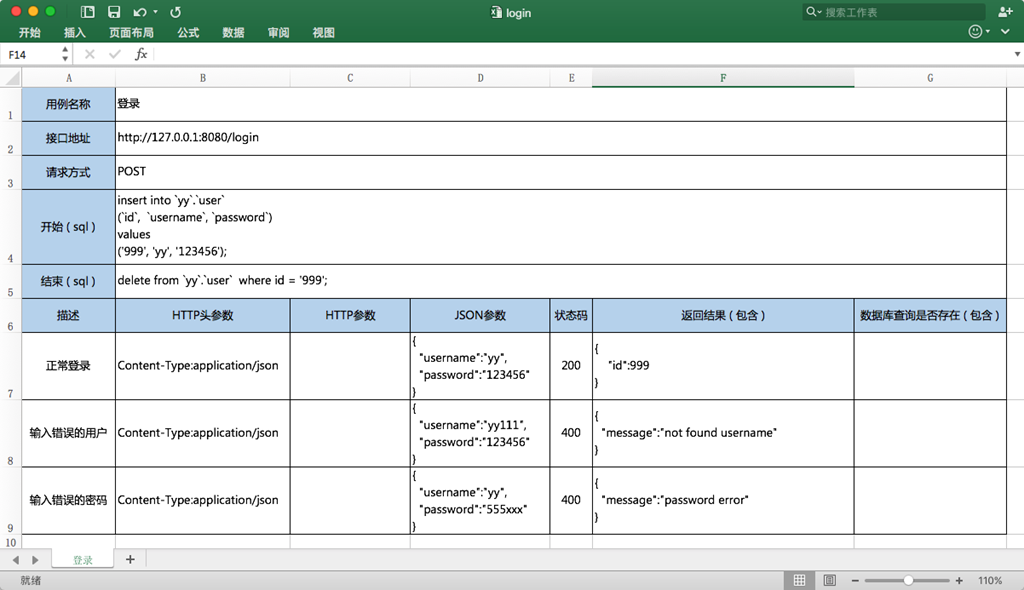 login
搜索工作表
开始 插入 页面布局 公式 数据 审阅 视图
F14 fx
A B C D E F G
1 用例名称 登录
2 接口地址 http://127.0.0.1:8080/login
3 请求方式 POST
4 开始（sql） insert into `yy`.`user`
(`id`, `username`, `password`)
values
('999', 'yy', '123456');
5 结束（sql） delete from `yy`.`user` where id = '999';
6 描述 HTTP头参数 HTTP参数 JSON参数 状态码 返回结果（包含） 数据库查询是否存在（包含）
7 正常登录 Content-Type:application/json
{
"username":"yy",
"password":"123456"
}
200
{
"id":999
}
8 输入错误的用户 Content-Type:application/json
{
"username":"yy111",
"password":"123456"
}
400
{
"message":"not found username"
}
9 输入错误的密码 Content-Type:application/json
{
"username":"yy",
"password":"555xxx"
}
400
{
"message":"password error"
}
10
登录 +
就绪 110%